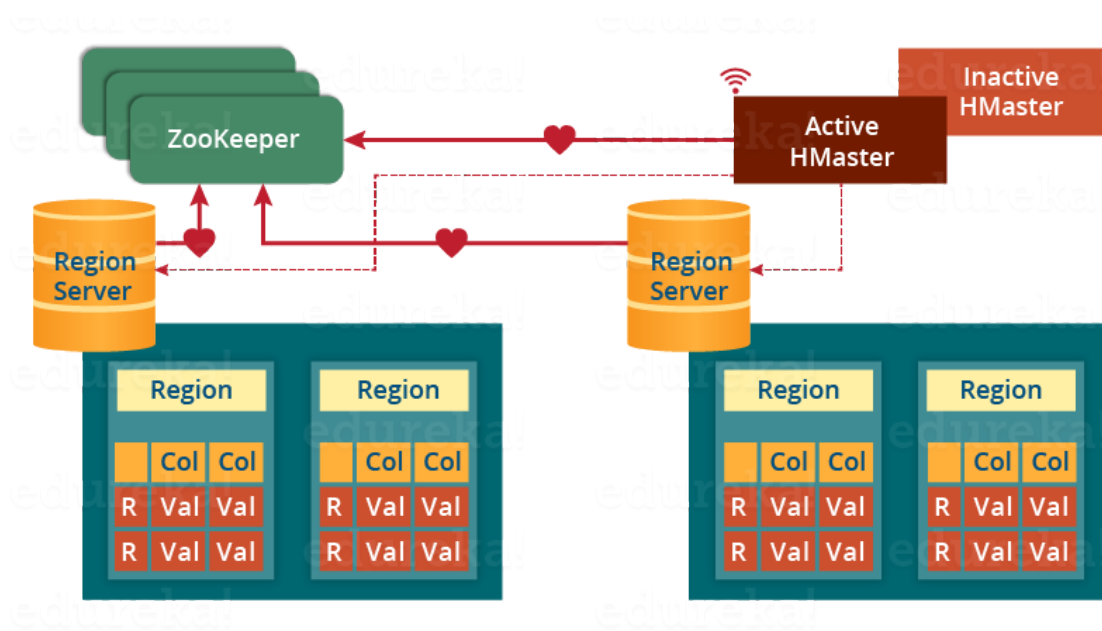 ZooKeeper
Inactive
HMaster
Active
HMaster
Region
Server
Region
Server
Region
Region
Region
Region
Col Col
Col Col
Col Col
Col Col
R Val Val
R Val Val
R Val Val
R Val Val
R Val Val
R Val Val
R Val Val
R Val Val
edureka!